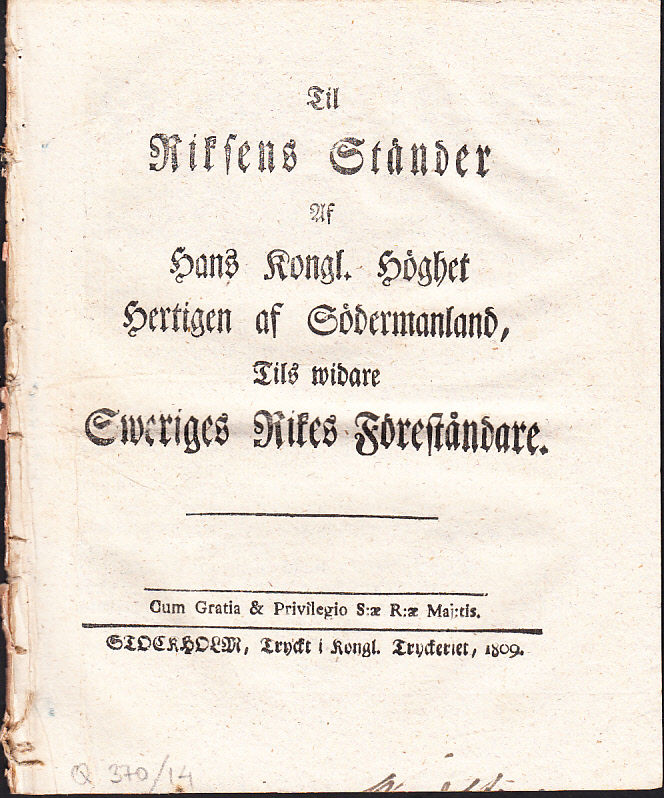 Til
Riksens Ständer
Af
Hans Kongl. Höghet
Hertigen af Södermanland,
Tils widare
Sweriges Rikes Föreståndare.
Cum Gratia & Privilegio S:æ R:æ Maj:tis.
STOCKHOLM, Tryckt i Kongl. Tryckeriet, 1809.
Q 370/14